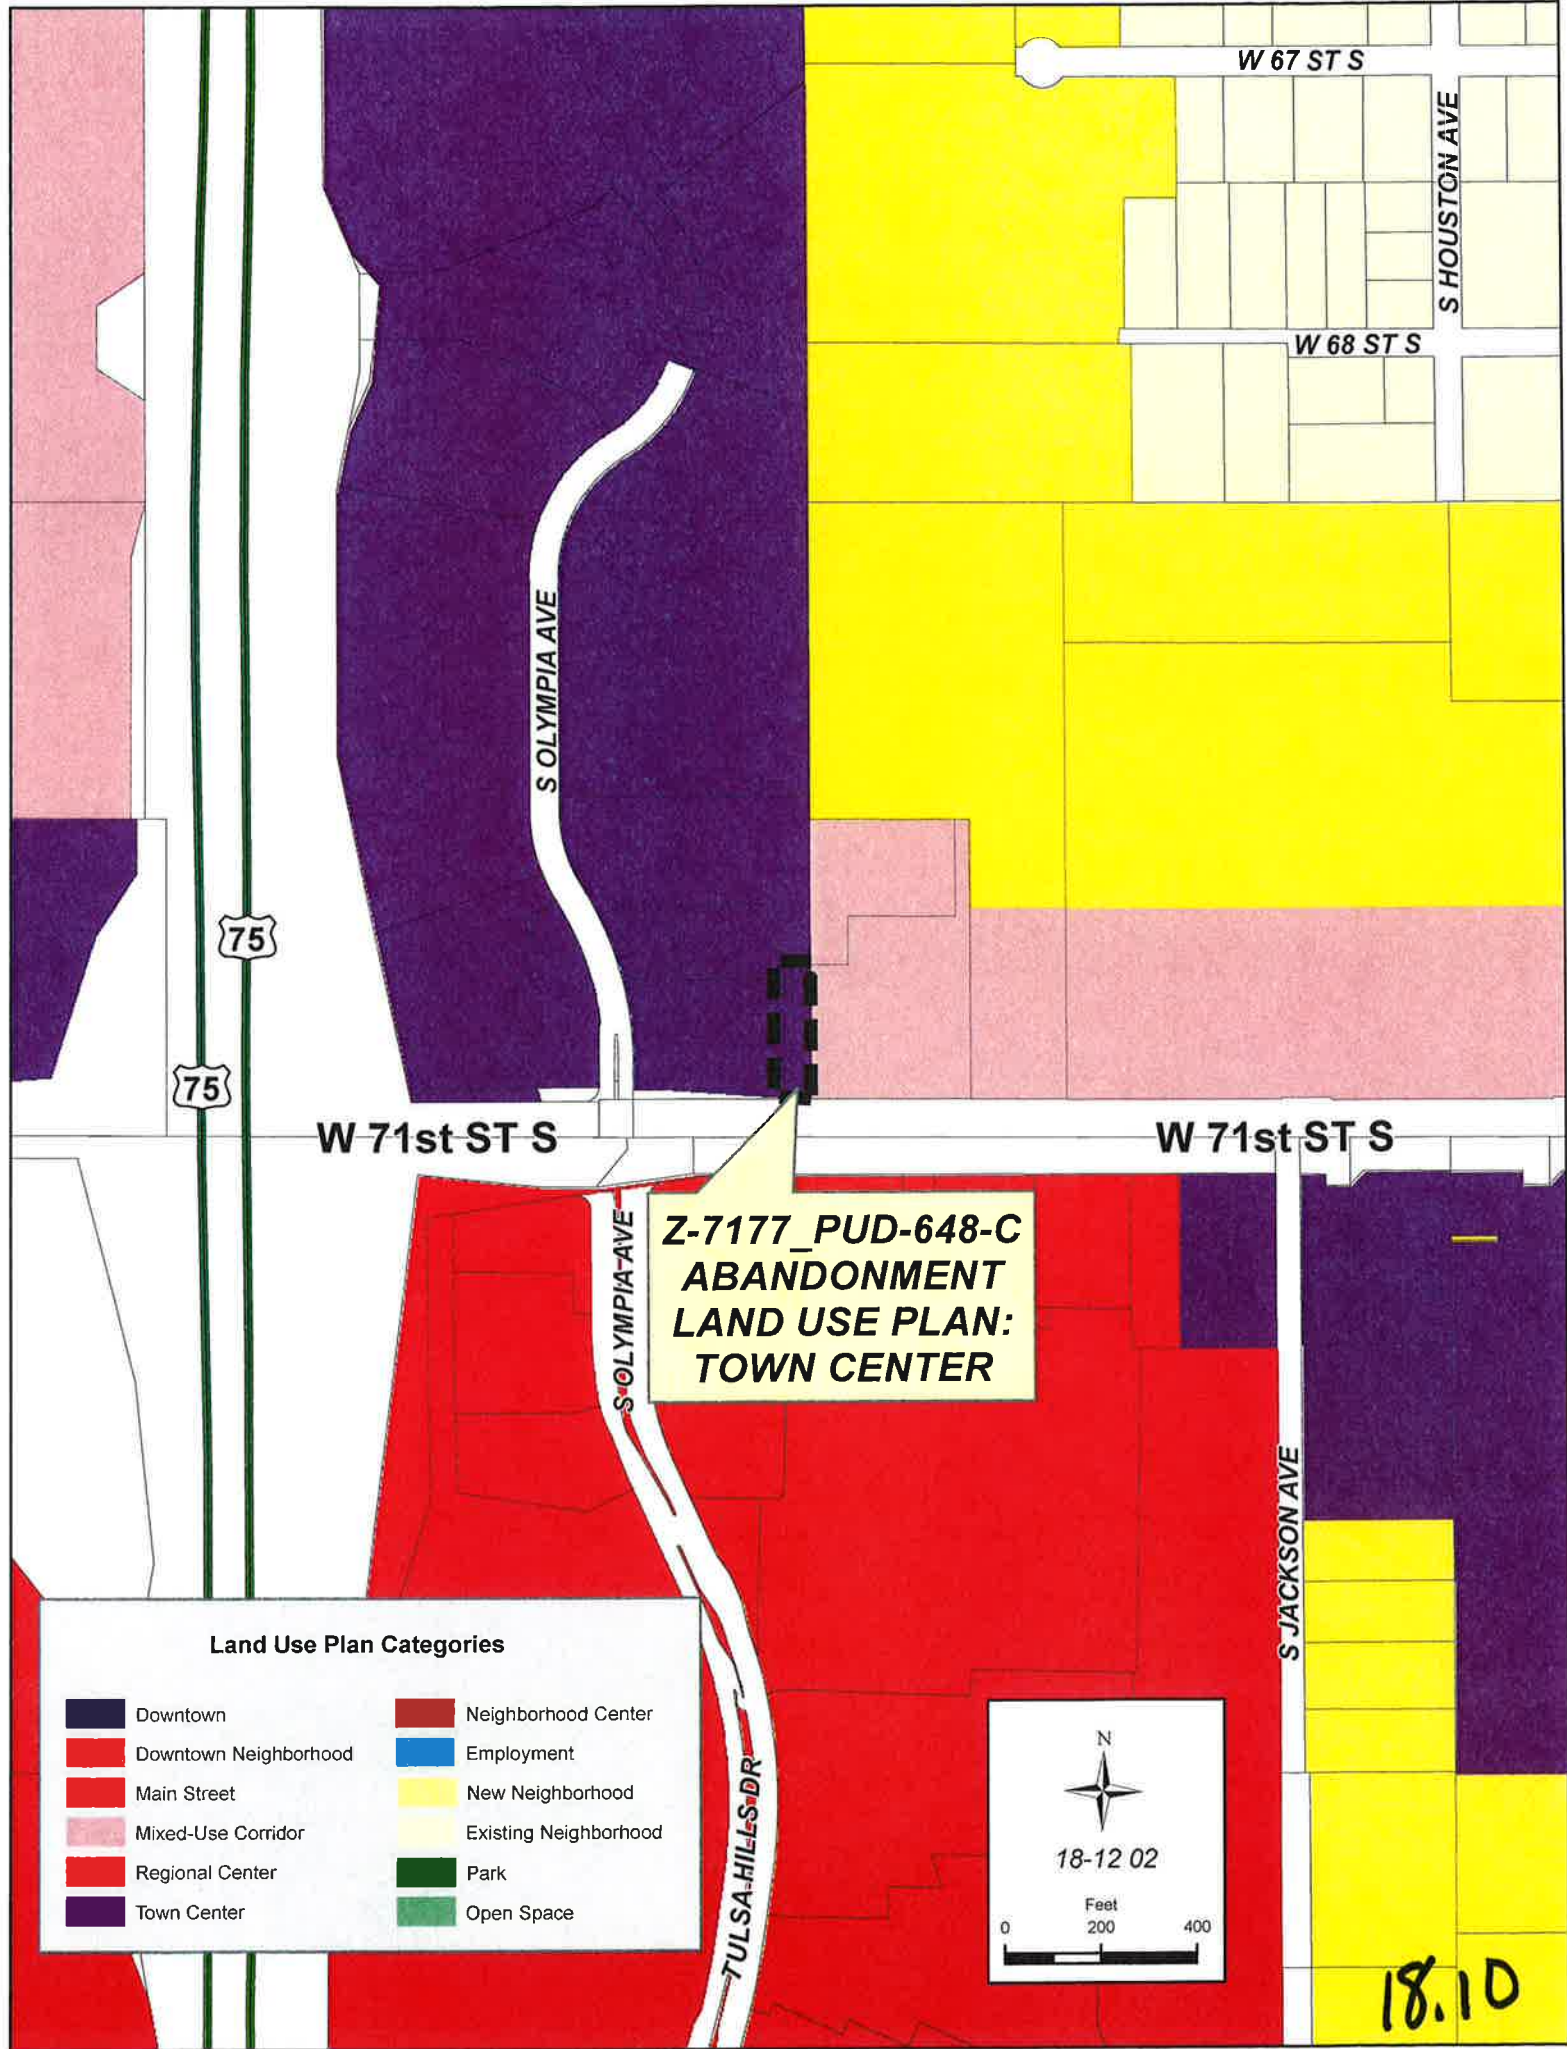 W 67 ST S
S HOUSTON AVE
W 68 ST S
S OLYMPIA AVE
75
75
W 71st ST S
W 71st ST S
Z-7177_PUD-648-C
ABANDONMENT
LAND USE PLAN:
TOWN CENTER
S OLYMPIA AVE
S JACKSON AVE
TULSA HILLS DR
Land Use Plan Categories
Downtown
Downtown Neighborhood
Main Street
Mixed-Use Corridor
Regional Center
Town Center
Neighborhood Center
Employment
New Neighborhood
Existing Neighborhood
Park
Open Space
N
18-12 02
Feet
0 200 400
18.10